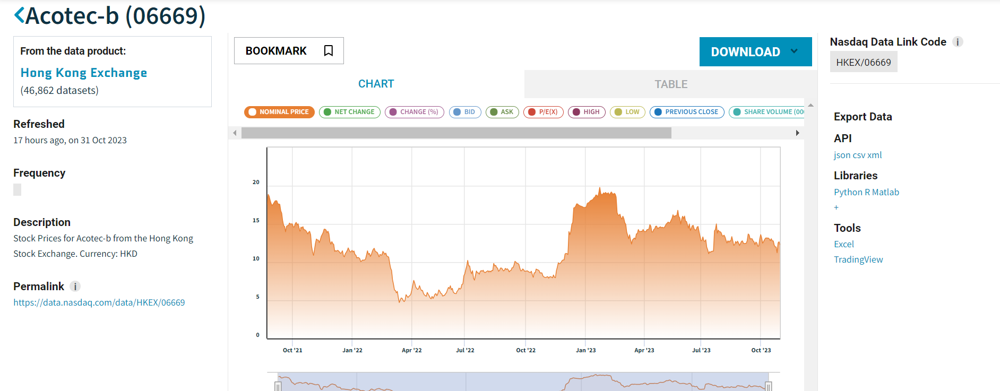 Acotec-b (06669)
From the data product:
Hong Kong Exchange
(46,862 datasets)
Refreshed
17 hours ago, on 31 Oct 2023
Frequency
Description
Stock Prices for Acotec-b from the Hong Kong
Stock Exchange. Currency: HKD
Permalink i
https://data.nasdaq.com/data/HKEX/06669
BOOKMARK
DOWNLOAD
CHART
TABLE
NOMINAL PRICE
NET CHANGE
CHANGE (%)
BID
ASK
P/E(X)
HIGH
LOW
PREVIOUS CLOSE
SHARE VOLUME (00
20
15
10
5
0
Oct '21
Jan '22
Apr '22
Jul '22
Oct '22
Jan '23
Apr '23
Jul '23
Oct '23
Nasdaq Data Link Code i
HKEX/06669
Export Data
API
json csv xml
Libraries
Python R Matlab
+
Tools
Excel
TradingView